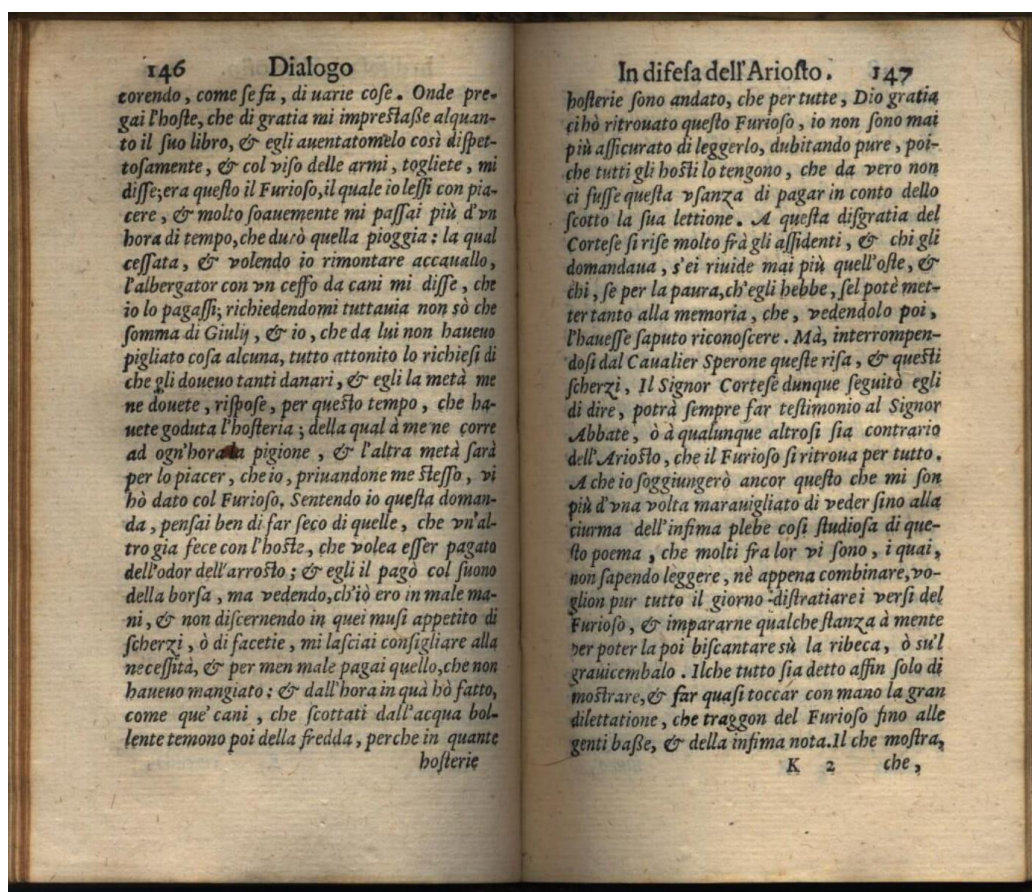 146 Dialogo
corendo, come ſe fa, di uarie coſe. Onde pre-
gai l'hoſte, che di gratia mi impreſtaße alquan-
to il ſuo libro, & egli auentatomelo così diſpet-
toſamente, & col viſo delle armi, togliete, mi
diſſe; era queſto il Furioſo, il quale io leſſi con pia-
cere, & molto ſoauemente mi paſſai più d'vn
hora di tempo, che durò quella pioggia: la qual
ceſſata, & volendo io rimontare accauallo,
l'albergator con vn ceffo da cani mi diſſe, che
io lo pagaſſi; richiedendomi tuttauia non sò che
ſomma di Giulij, & io, che da lui non haueuo
pigliato coſa alcuna, tutto attonito lo richieſi di
che gli doueuo tanti danari, & egli la metà me
ne douete, riſpoſe, per queſto tempo, che ha-
uete goduta l'hoſteria; della qual à me ne corre
ad ogn'hora la pigione, & l'altra metà ſarà
per lo piacer, che io, priuandone me ſteſſo, vi
hò dato col Furioſo. Sentendo io queſta doman-
da, penſai ben di far ſeco di quelle, che vn'al-
tro gia fece con l'hoſte, che volea eſſer pagato
dell'odor dell'arroſto; & egli il pagò col ſuono
della borſa, ma vedendo, ch'iò ero in male ma-
ni, & non diſcernendo in quei muſi appetito di
ſcherzi, ò di facetie, mi laſciai conſigliare alla
neceſſità, & per men male pagai quello, che non
haueuo mangiato: & dall'hora in quà hò fatto,
come que' cani, che ſcottati dall'acqua bol-
lente temono poi della fredda, perche in quante
hoſterie
In difeſa dell'Arioſto. 147
hoſterie ſono andato, che per tutte, Dio gratia
ci hò ritrouato queſto Furioſo, io non ſono mai
più aſſicurato di leggerlo, dubitando pure, poi-
che tutti gli hoſti lo tengono, che da vero non
ci fuſſe queſta vſanza di pagar in conto dello
ſcotto la ſua lettione. A queſta diſgratia del
Corteſe ſi riſe molto frà gli aſſidenti, & chi gli
domandaua, s'ei riuide mai più quell'oſte, &
chi, ſe per la paura, ch'egli hebbe, ſel potè met-
ter tanto alla memoria, che, vedendolo poi,
l'haueſſe saputo riconoſcere. Mà, interrompen-
doſi dal Caualier Sperone queſte riſa, & queſti
ſcherzi, Il Signor Corteſe dunque ſeguitò egli
di dire, potrà ſempre far teſtimonio al Signor
Abbate, ò à qualunque altroſi ſia contrario
dell'Arioſto, che il Furioſo ſi ritroua per tutto.
A che io ſoggiungerò ancor queſto che mi ſon
più d'vna volta marauigliato di veder ſino alla
ciurma dell'infima plebe coſi ſtudioſa di que-
ſto poema, che molti fra lor vi ſono, i quai,
non ſapendo leggere, nè appena combinare, vo-
glion pur tutto il giorno diſtratiare i verſi del
Furioſo, & impararne qualche ſtanza à mente
per poter la poi biſcantare sù la ribeca, ò sù'l
grauicembalo. Ilche tutto ſia detto affin ſolo di
moſtrare, & far quaſi toccar con mano la gran
dilettatione, che traggon del Furioſo fino alle
genti baße, & della infima nota. Il che moſtra,
K 2 che,